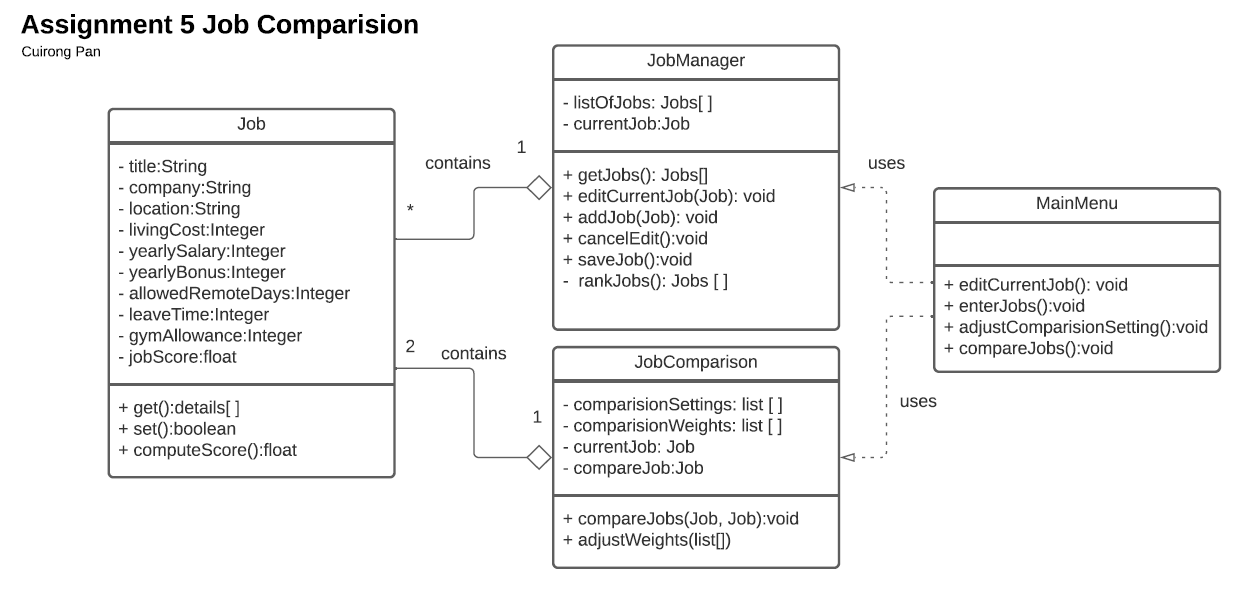 Assignment 5 Job Comparision
Cuirong Pan
Job
- title:String
- company:String
- location:String
- livingCost:Integer
- yearlySalary:Integer
- yearlyBonus:Integer
- allowedRemoteDays:Integer
- leaveTime:Integer
- gymAllowance:Integer
- jobScore:float
+ get():details[ ]
+ set():boolean
+ computeScore():float
contains
1
*
2
contains
1
JobManager
- listOfJobs: Jobs[ ]
- currentJob:Job
+ getJobs(): Jobs[]
+ editCurrentJob(Job): void
+ addJob(Job): void
+ cancelEdit():void
+ saveJob():void
- rankJobs(): Jobs [ ]
JobComparison
- comparisionSettings: list [ ]
- comparisionWeights: list [ ]
- currentJob: Job
- compareJob:Job
+ compareJobs(Job, Job):void
+ adjustWeights(list[])
uses
uses
MainMenu
+ editCurrentJob(): void
+ enterJobs():void
+ adjustComparisionSetting():void
+ compareJobs():void